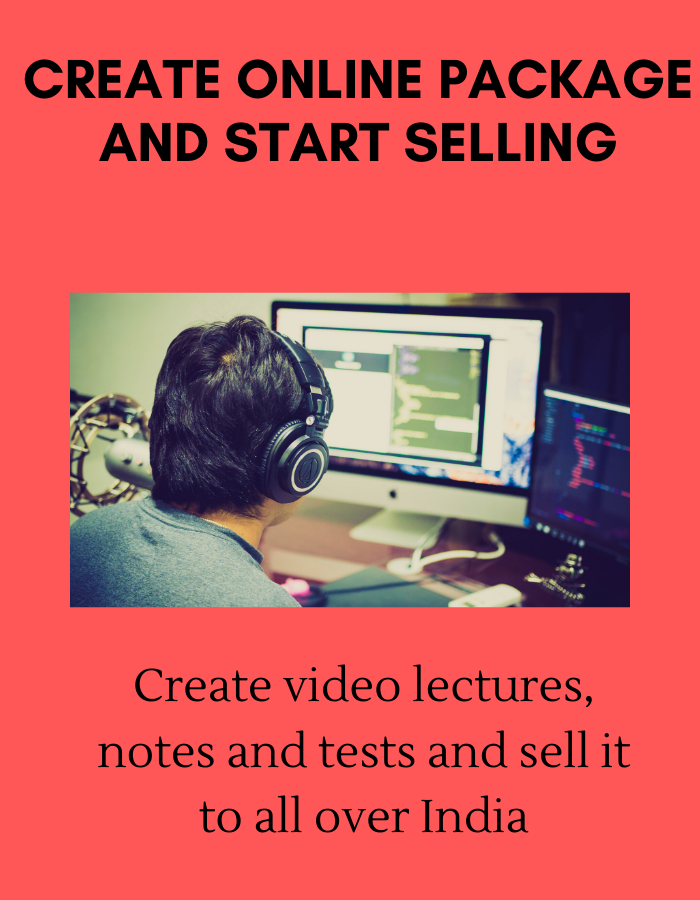 CREATE ONLINE PACKAGE
AND START SELLING
Create video lectures,
notes and tests and sell it
to all over India